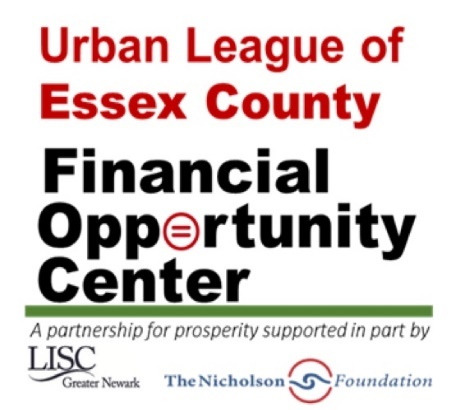 Urban League of
Essex County
Financial
Opportunity
Center
A partnership for prosperity supported in part by
LISC
Greater Newark
The Nicholson Foundation